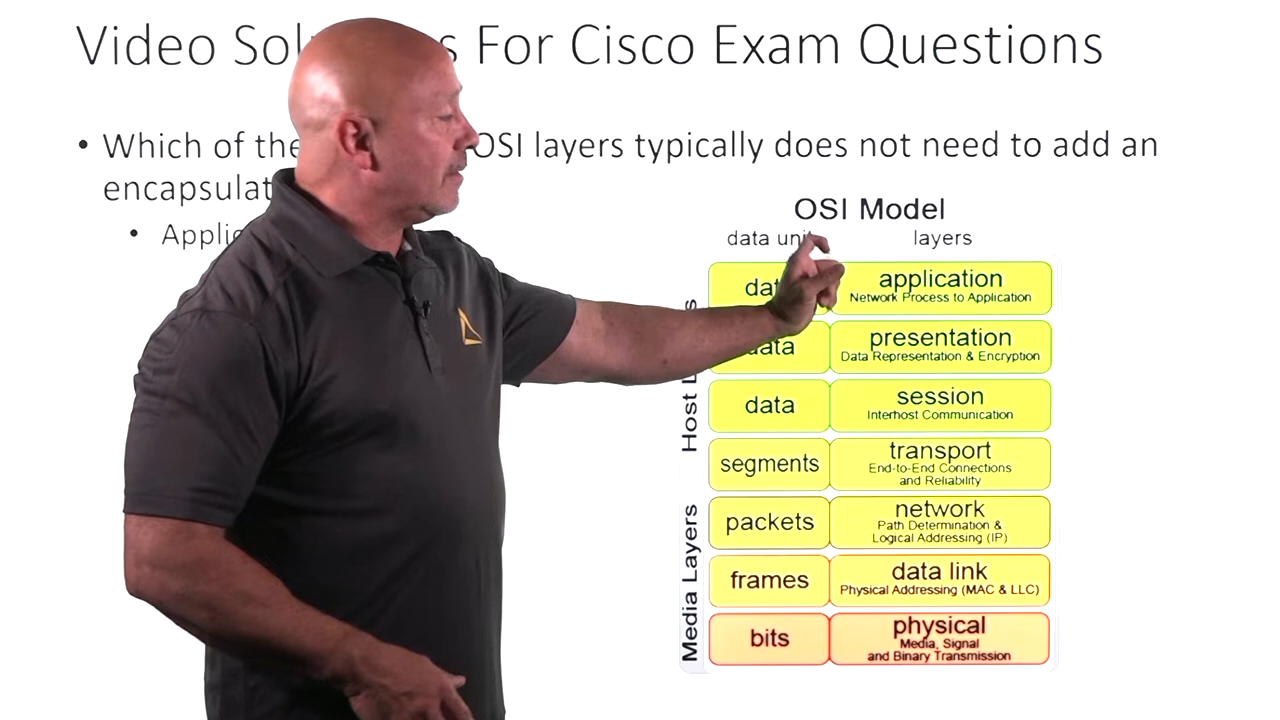 Video Sol s For Cisco Exam Questions
• Which of the OSI layers typically does not need to add an
encapsulat
• Applic
OSI Model
data unit layers
data application
Network Process to Application
data presentation
Data Representation & Encryption
data session
Interhost Communication
Host L s
segments transport
End-to-End Connections
and Reliability
packets network
Path Determination &
Logical Addressing (IP)
frames data link
Physical Addressing (MAC & LLC)
Media Layers
bits physical
Media, Signal
and Binary Transmission